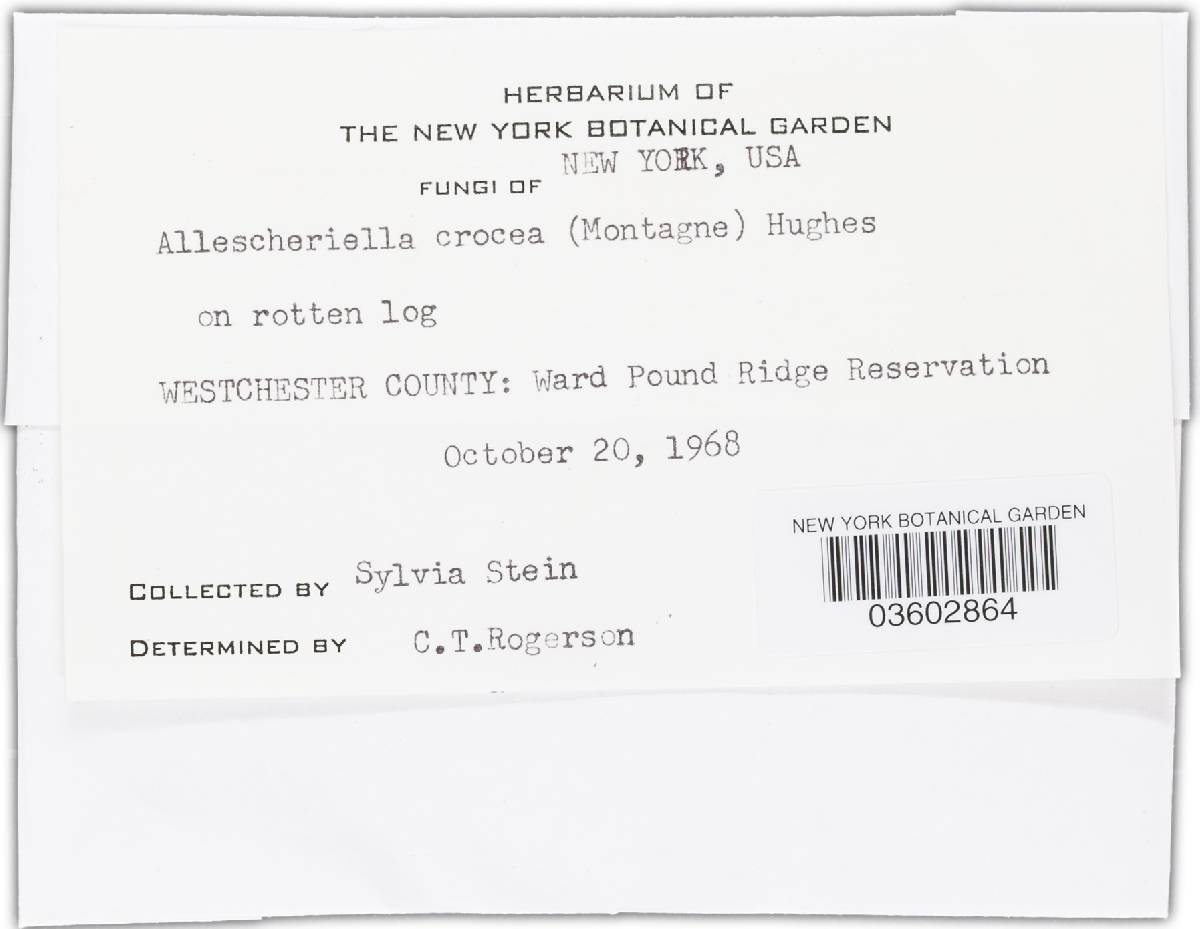 HERBARIUM OF
THE NEW YORK BOTANICAL GARDEN
FUNGI OF NEW YORK, USA
Allescheriella crocea (Montagne) Hughes
on rotten log
WESTCHESTER COUNTY: Ward Pound Ridge Reservation
October 20, 1968
NEW YORK BOTANICAL GARDEN
03602864
COLLECTED BY Sylvia Stein
DETERMINED BY C.T.Rogerson